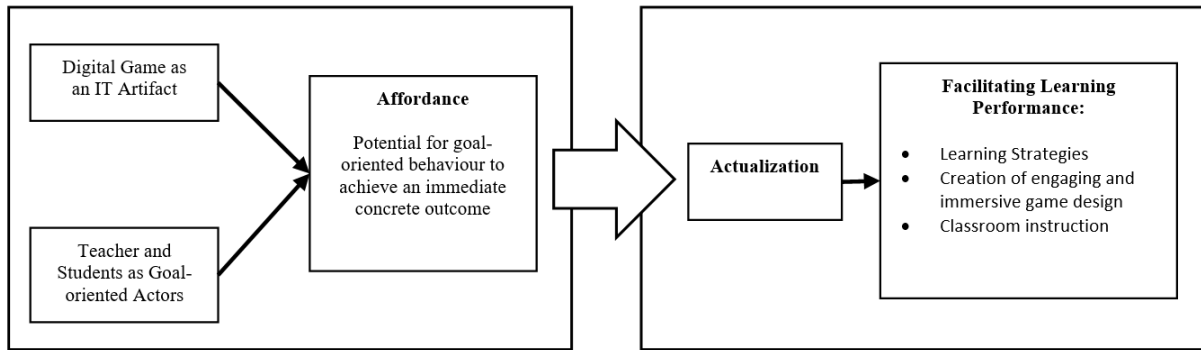 Digital Game as
an IT Artifact
Teacher and
Students as Goal-
oriented Actors
Affordance
Potential for goal-
oriented behaviour to
achieve an immediate
concrete outcome
Actualization
Facilitating Learning
Performance:
• Learning Strategies
• Creation of engaging and
immersive game design
• Classroom instruction